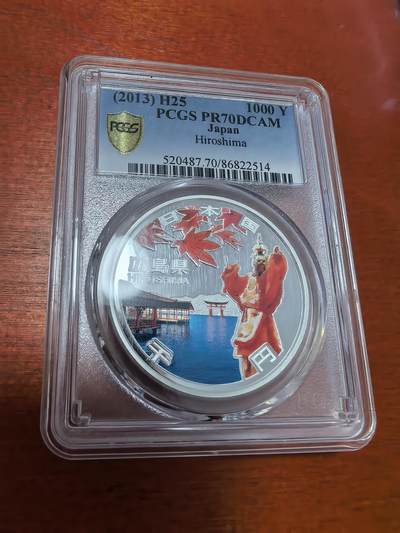 (2013) H25 1000 Y
PCGS PR70DCAM
Japan
Hiroshima
520487.70/86822514
PCGS
日本国
広島県
HIROSHIMA
千円